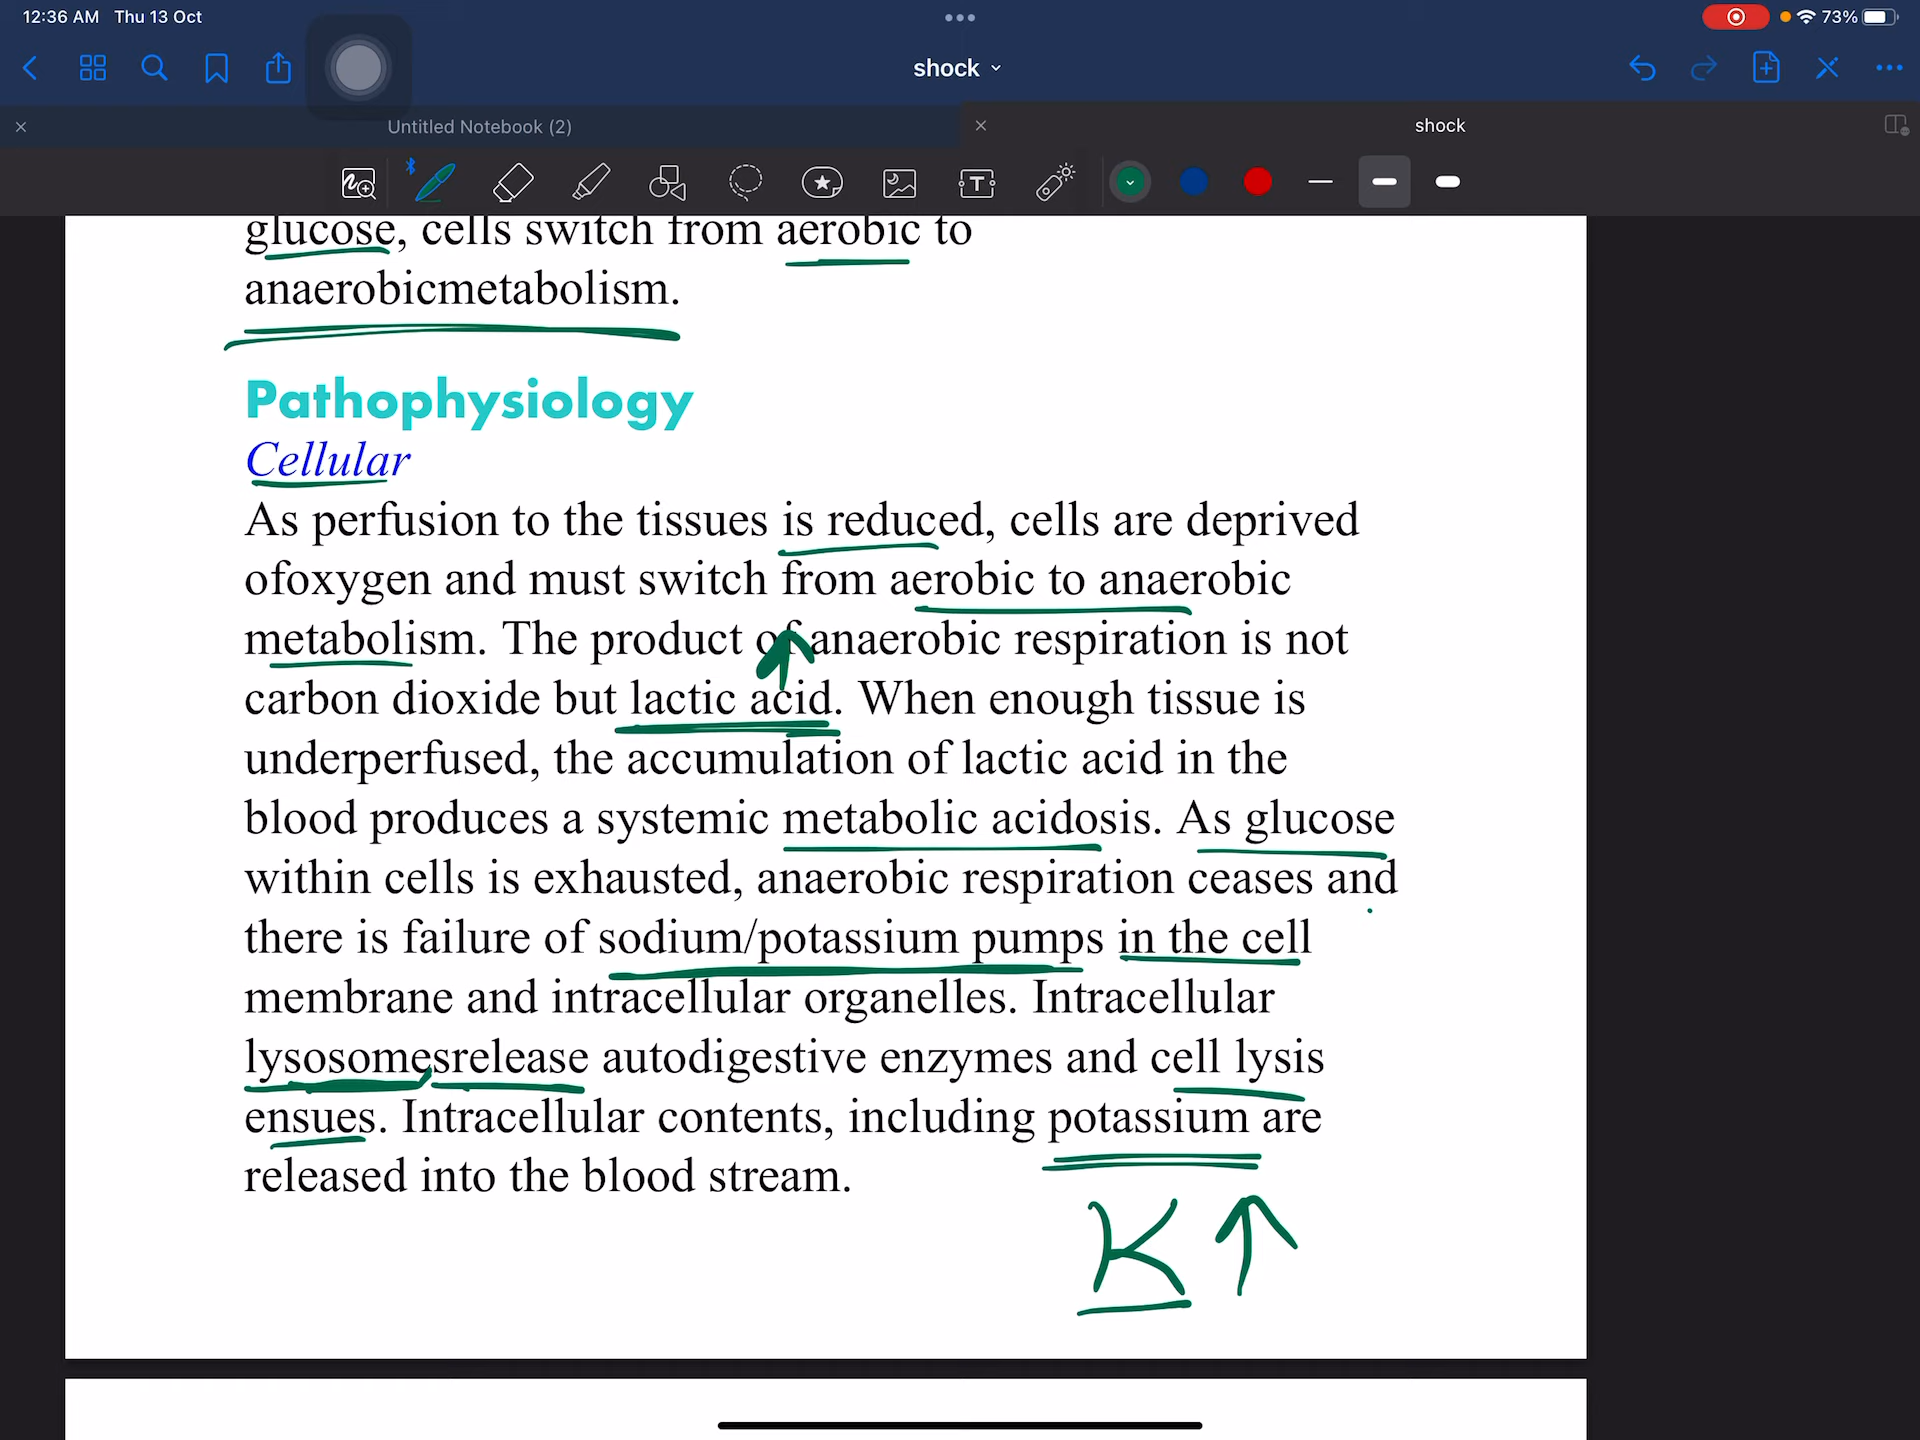 12:36 AM Thu 13 Oct
73%
shock
Untitled Notebook (2)
shock
glucose, cells switch from aerobic to
anaerobicmetabolism.
Pathophysiology
Cellular
As perfusion to the tissues is reduced, cells are deprived
ofoxygen and must switch from aerobic to anaerobic
metabolism. The product of anaerobic respiration is not
carbon dioxide but lactic acid. When enough tissue is
underperfused, the accumulation of lactic acid in the
blood produces a systemic metabolic acidosis. As glucose
within cells is exhausted, anaerobic respiration ceases and
there is failure of sodium/potassium pumps in the cell
membrane and intracellular organelles. Intracellular
lysosomesrelease autodigestive enzymes and cell lysis
ensues. Intracellular contents, including potassium are
released into the blood stream.
K ↑